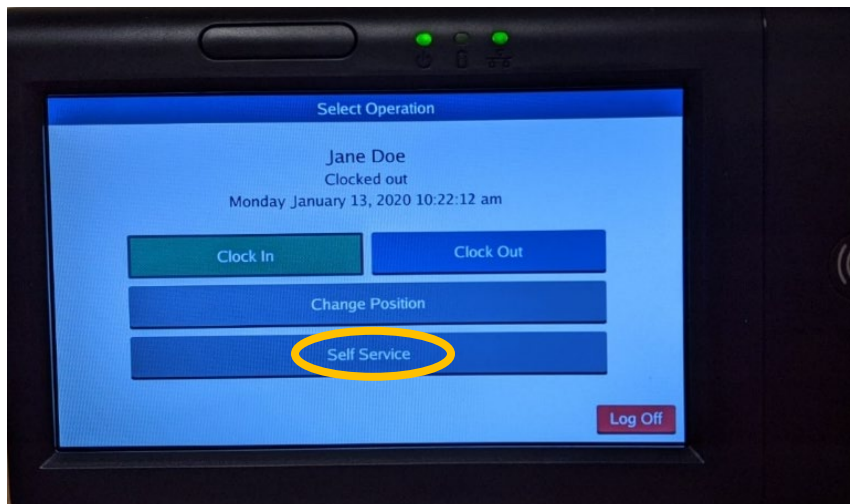 Select Operation
Jane Doe
Clocked out
Monday January 13, 2020 10:22:12 am
Clock In
Clock Out
Change Position
Self Service
Log Off